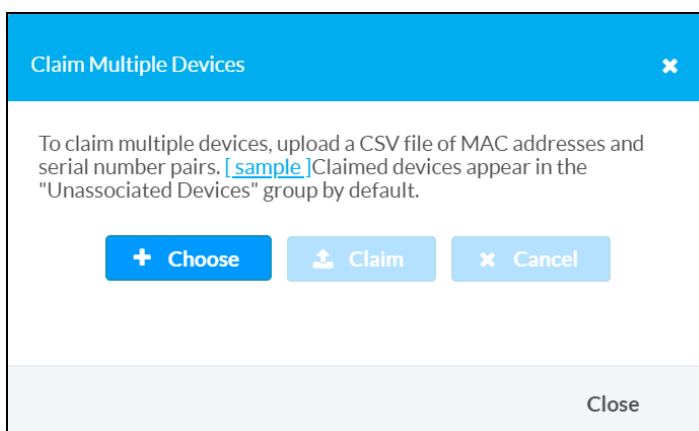 Claim Multiple Devices
To claim multiple devices, upload a CSV file of MAC addresses and
serial number pairs. [ sample ]Claimed devices appear in the
"Unassociated Devices" group by default.
Choose Claim Cancel
Close